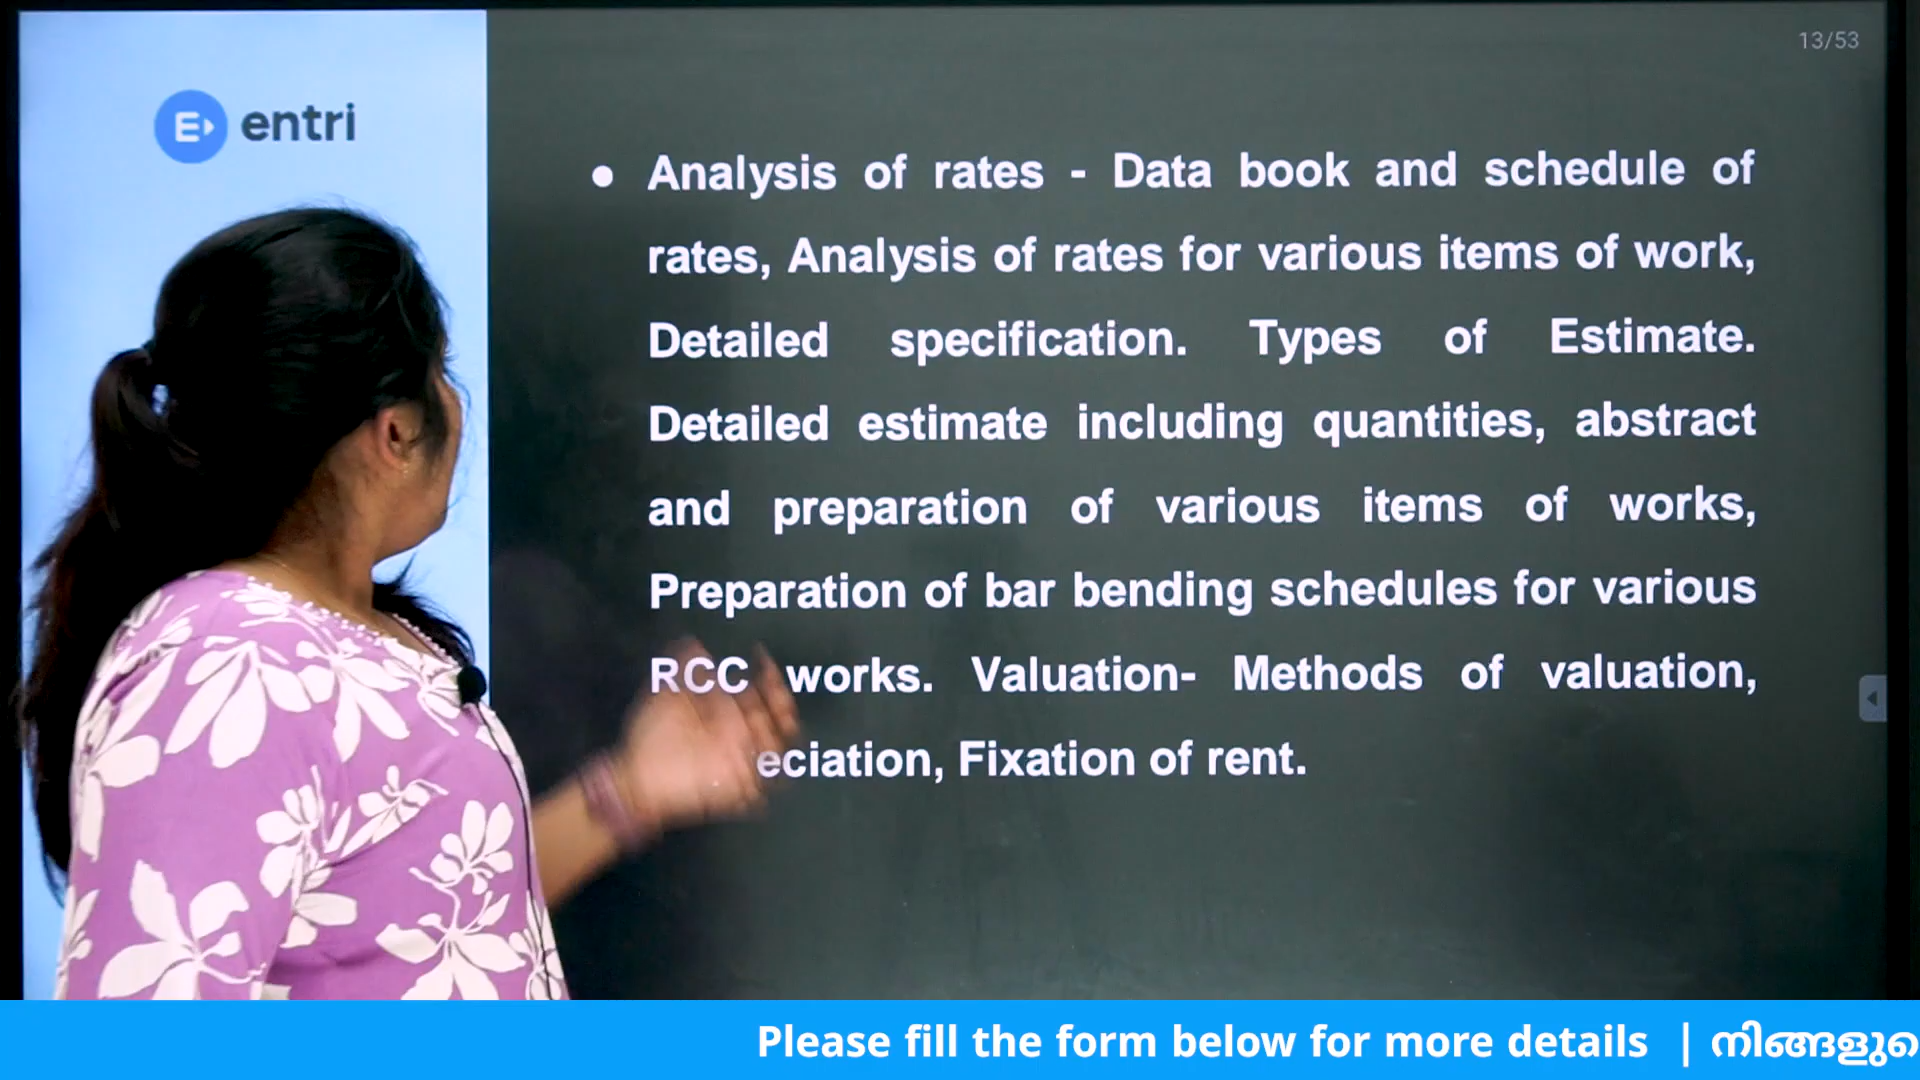 13/53
entri
● Analysis of rates - Data book and schedule of
rates, Analysis of rates for various items of work,
Detailed specification. Types of Estimate.
Detailed estimate including quantities, abstract
and preparation of various items of works,
Preparation of bar bending schedules for various
RCC works. Valuation- Methods of valuation,
eciation, Fixation of rent.
Please fill the form below for more details | നിങ്ങളുടെ